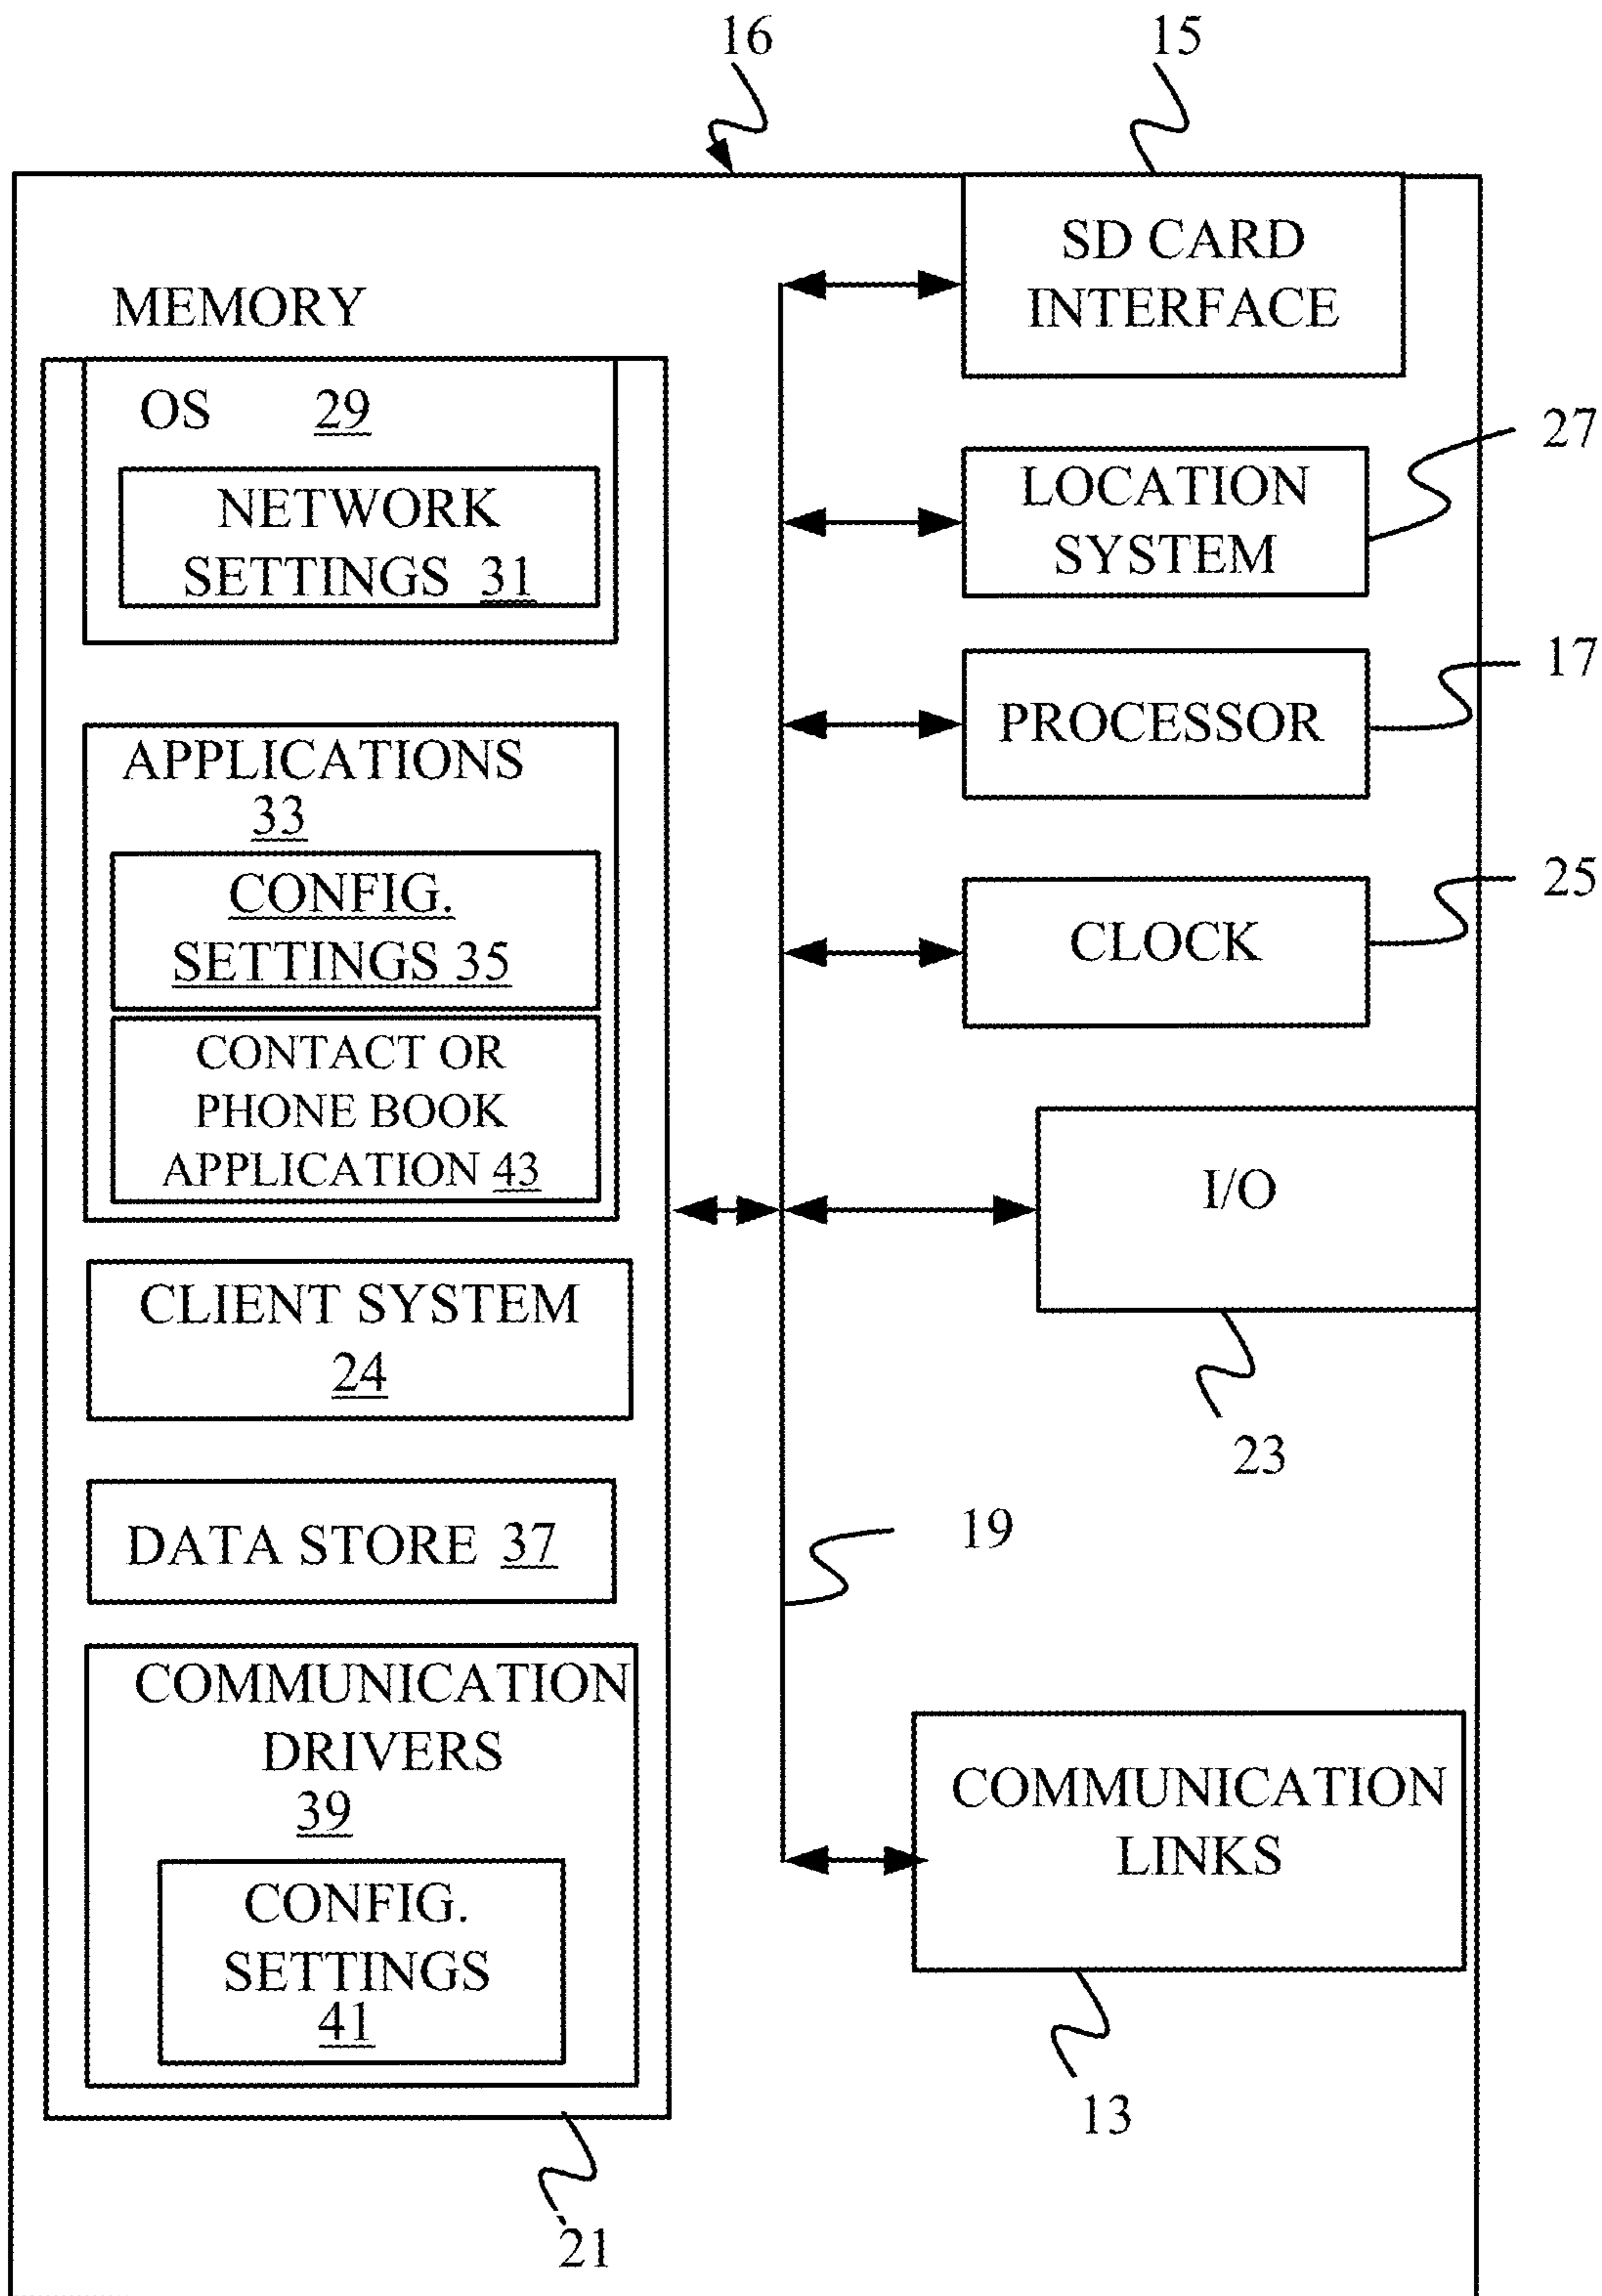 16
15
SD CARD
INTERFACE
MEMORY
OS 29
NETWORK
SETTINGS 31
27
LOCATION
SYSTEM
17
PROCESSOR
APPLICATIONS
33
CONFIG.
SETTINGS 35
25
CLOCK
CONTACT OR
PHONE BOOK
APPLICATION 43
I/O
23
CLIENT SYSTEM
24
DATA STORE 37
19
COMMUNICATION
DRIVERS
39
CONFIG.
SETTINGS
41
COMMUNICATION
LINKS
13
21